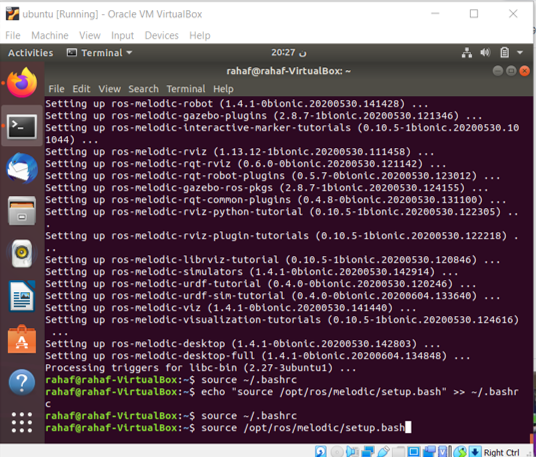 ubuntu [Running] - Oracle VM VirtualBox
File Machine View Input Devices Help
Activities Terminal 20:27 ن
rahaf@rahaf-VirtualBox: ~
File Edit View Search Terminal Help
Setting up ros-melodic-robot (1.4.1-0bionic.20200530.141428) ...
Setting up ros-melodic-gazebo-plugins (2.8.7-1bionic.20200530.121346) ...
Setting up ros-melodic-interactive-marker-tutorials (0.10.5-1bionic.20200530.10
1044) ...
Setting up ros-melodic-rviz (1.13.12-1bionic.20200530.111458) ...
Setting up ros-melodic-rqt-rviz (0.6.0-0bionic.20200530.121142) ...
Setting up ros-melodic-rqt-robot-plugins (0.5.7-0bionic.20200530.123012) ...
Setting up ros-melodic-gazebo-ros-pkgs (2.8.7-1bionic.20200530.124155) ...
Setting up ros-melodic-rqt-common-plugins (0.4.8-0bionic.20200530.131100) ...
Setting up ros-melodic-rviz-python-tutorial (0.10.5-1bionic.20200530.122305) ..
.
Setting up ros-melodic-rviz-plugin-tutorials (0.10.5-1bionic.20200530.122218) .
..
Setting up ros-melodic-librviz-tutorial (0.10.5-1bionic.20200530.120846) ...
Setting up ros-melodic-simulators (1.4.1-0bionic.20200530.142914) ...
Setting up ros-melodic-urdf-tutorial (0.4.0-0bionic.20200530.120246) ...
Setting up ros-melodic-urdf-sim-tutorial (0.4.0-0bionic.20200604.133640) ...
Setting up ros-melodic-viz (1.4.1-0bionic.20200530.141440) ...
Setting up ros-melodic-visualization-tutorials (0.10.5-1bionic.20200530.124616)
...
Setting up ros-melodic-desktop (1.4.1-0bionic.20200530.142803) ...
Setting up ros-melodic-desktop-full (1.4.1-0bionic.20200604.134848) ...
Processing triggers for libc-bin (2.27-3ubuntu1) ...
rahaf@rahaf-VirtualBox:~$ source ~/.bashrc
rahaf@rahaf-VirtualBox:~$ echo "source /opt/ros/melodic/setup.bash" >> ~/.bashr
c
rahaf@rahaf-VirtualBox:~$ source ~/.bashrc
rahaf@rahaf-VirtualBox:~$ source /opt/ros/melodic/setup.bash
Right Ctrl